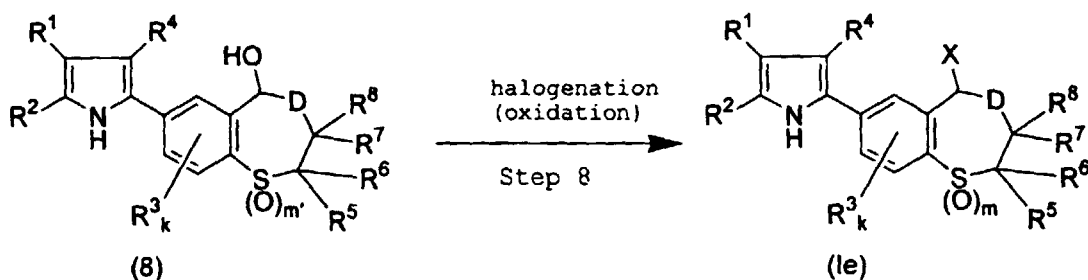 R¹ R⁴ HO R² N H D R⁸ R⁷ R⁶ S (O)m' R⁵ R³k
(8)
halogenation
(oxidation)
Step 8
R¹ R⁴ X R² N H D R⁸ R⁷ R⁶ S (O)m R⁵ R³k
(Ie)